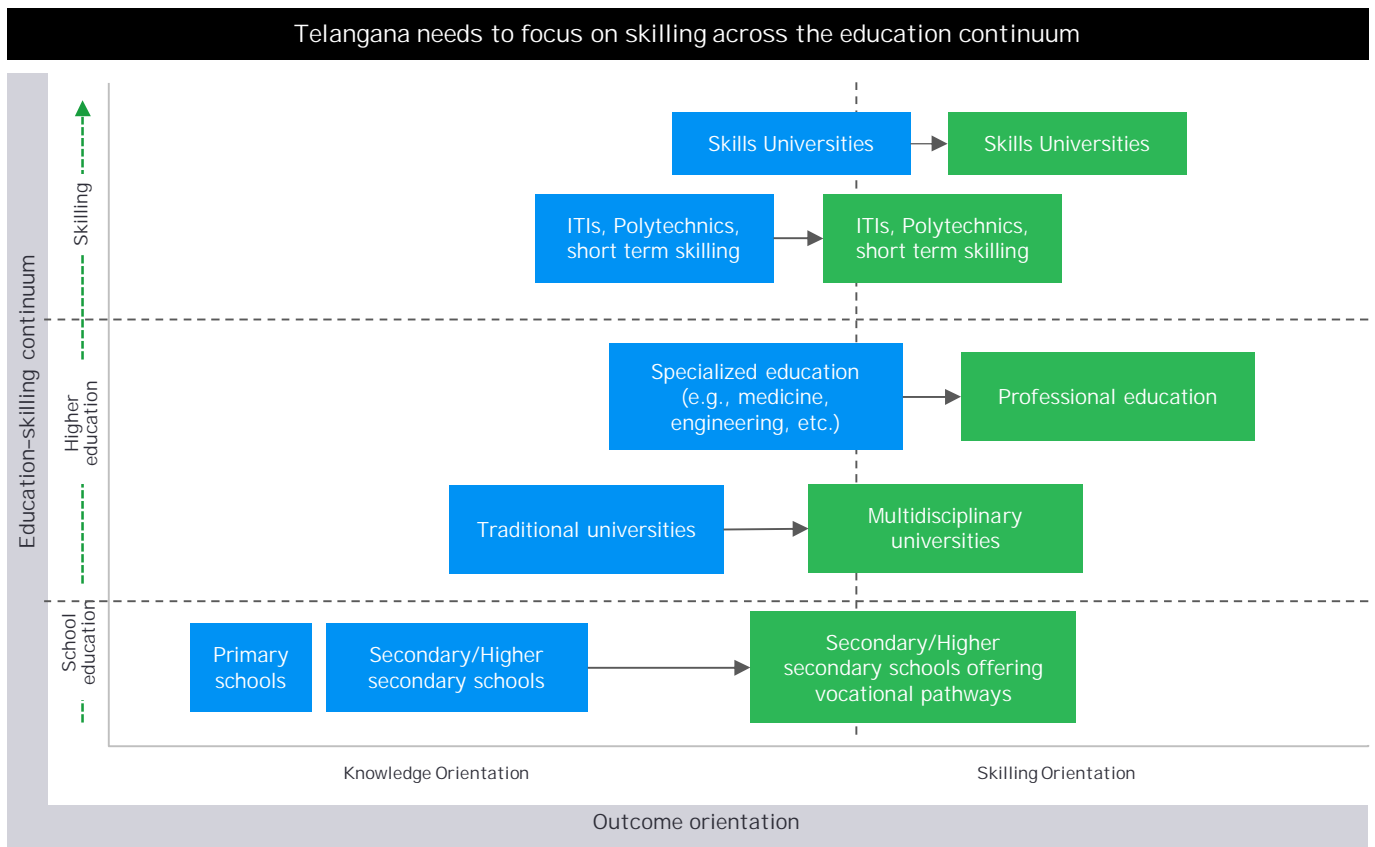 Telangana needs to focus on skilling across the education continuum
Education–skilling continuum
Skilling
Skills Universities
Skills Universities
ITIs, Polytechnics,
short term skilling
ITIs, Polytechnics,
short term skilling
Higher
education
Specialized education
(e.g., medicine,
engineering, etc.)
Professional education
Traditional universities
Multidisciplinary
universities
School
education
Primary
schools
Secondary/Higher
secondary schools
Secondary/Higher
secondary schools offering
vocational pathways
Knowledge Orientation
Skilling Orientation
Outcome orientation